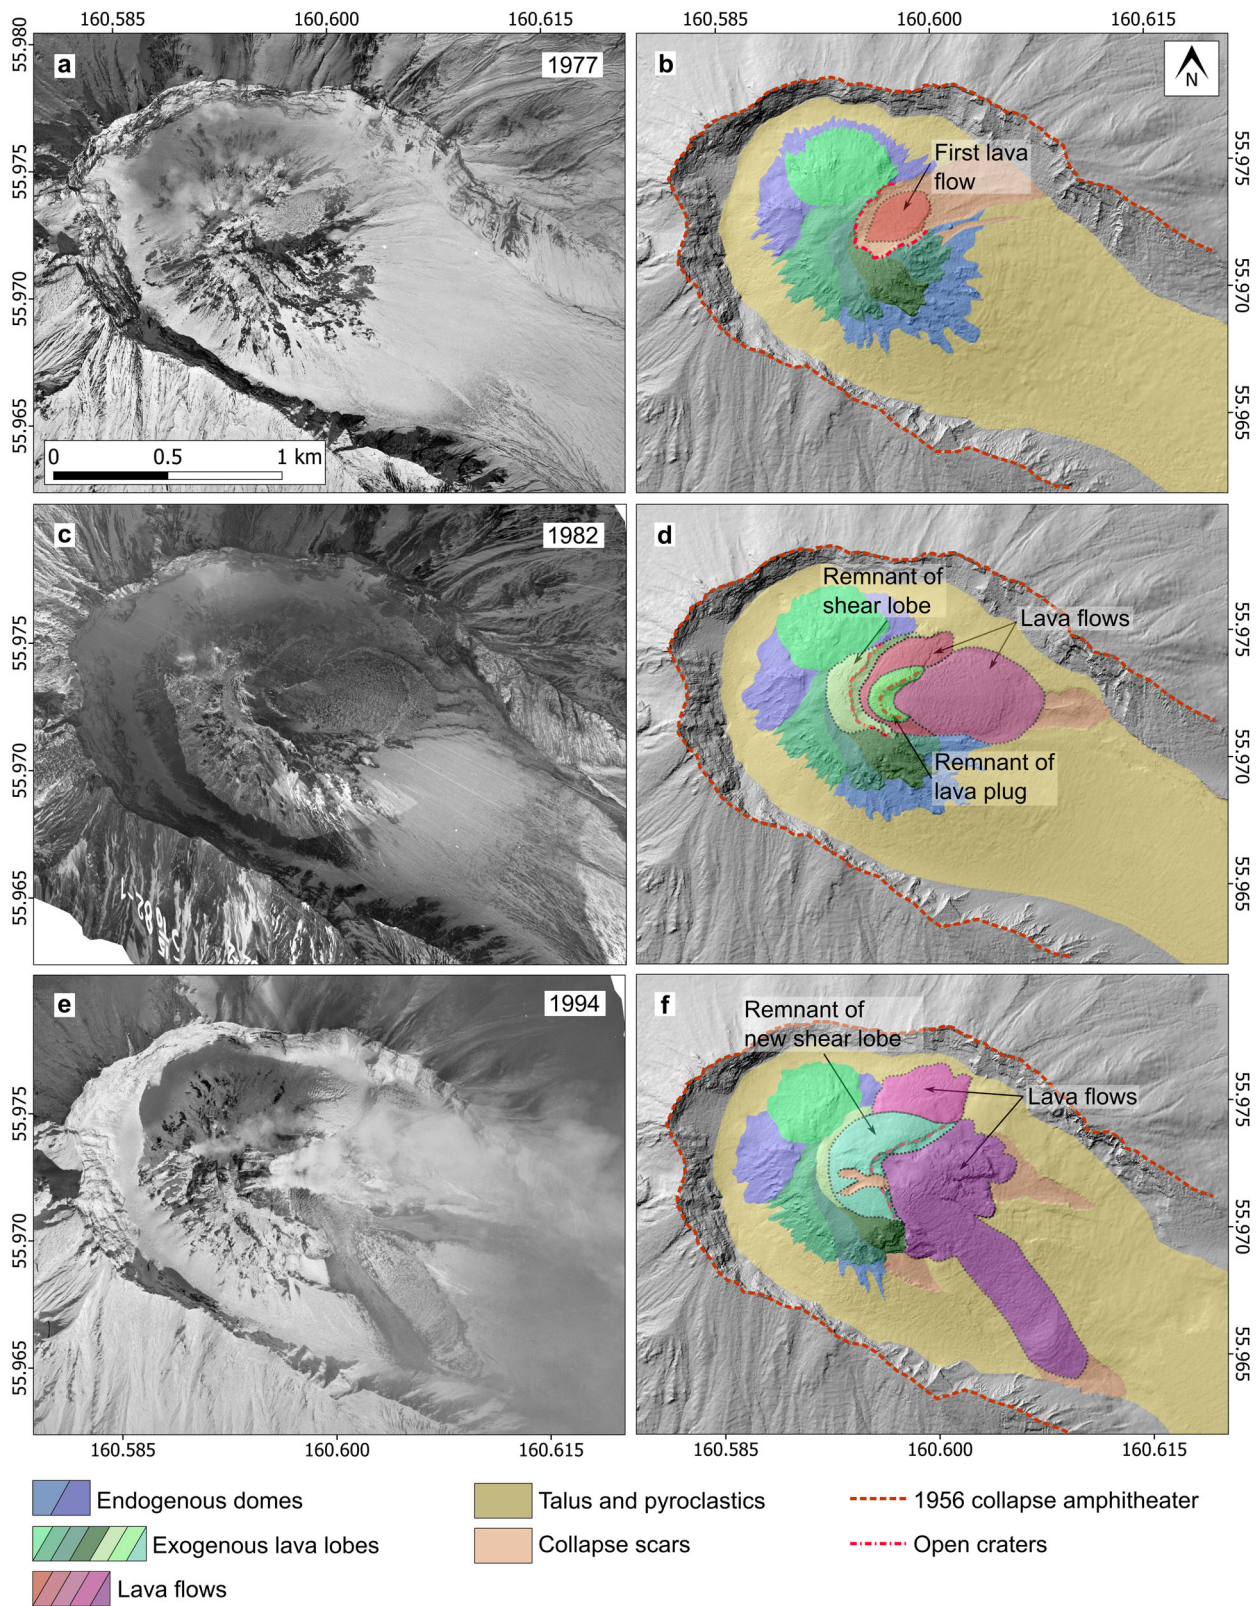 160.585 160.600 160.615 160.585 160.600 160.615
55.980
55.975
55.970
55.965
a
1977
0 0.5 1 km
b
N
First lava
flow
55.975
55.970
55.965
c
1982
55.975
55.970
55.965
d
Remnant of
shear lobe
Lava flows
Remnant of
lava plug
55.975
55.970
55.965
e
1994
55.975
55.970
55.965
f
Remnant of
new shear lobe
Lava flows
55.975
55.970
55.965
160.585 160.600 160.615 160.585 160.600 160.615
Endogenous domes
Exogenous lava lobes
Lava flows
Talus and pyroclastics
Collapse scars
1956 collapse amphitheater
Open craters